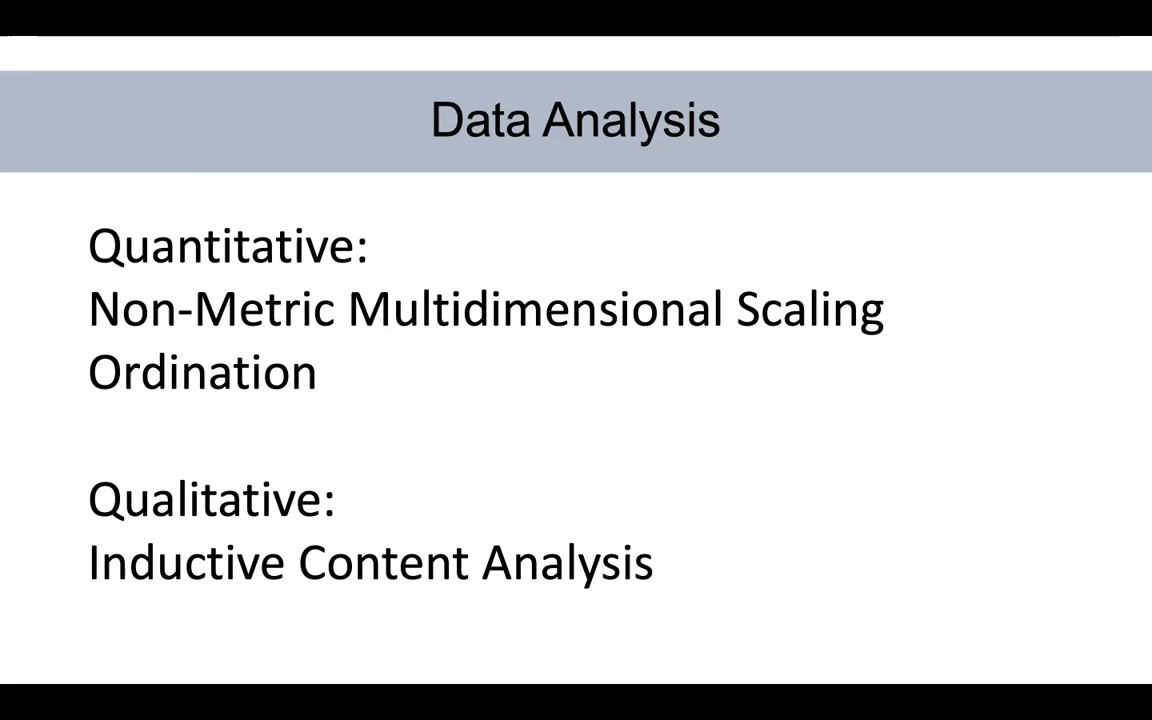 Data Analysis
Quantitative:
Non-Metric Multidimensional Scaling
Ordination
Qualitative:
Inductive Content Analysis